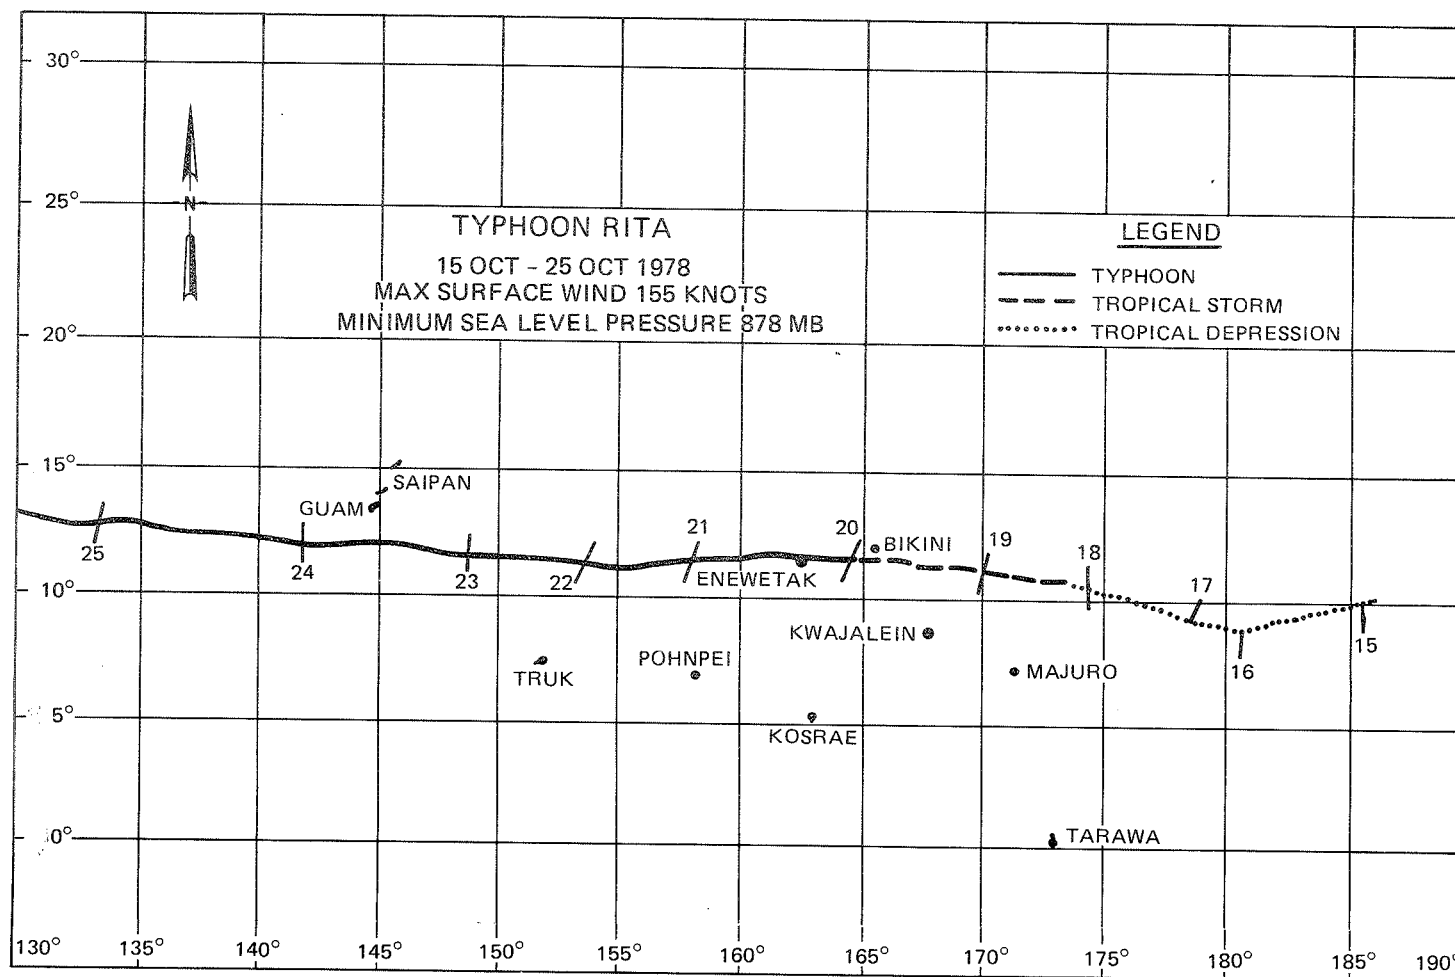 30°
25°
20°
15°
10°
5°
0°
N
TYPHOON RITA
15 OCT – 25 OCT 1978
MAX SURFACE WIND 155 KNOTS
MINIMUM SEA LEVEL PRESSURE 878 MB
LEGEND
TYPHOON
TROPICAL STORM
TROPICAL DEPRESSION
SAIPAN
GUAM
25
24
23
22
21
20
19
18
17
16
15
BIKINI
ENEWETAK
KWAJALEIN
POHNPEI
TRUK
MAJURO
KOSRAE
TARAWA
130° 135° 140° 145° 150° 155° 160° 165° 170° 175° 180° 185° 190°